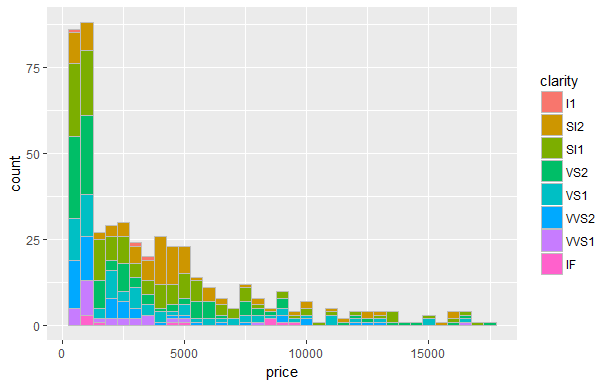 75
50
25
0
count
0
5000
10000
15000
price
clarity
I1
SI2
SI1
VS2
VS1
VVS2
VVS1
IF